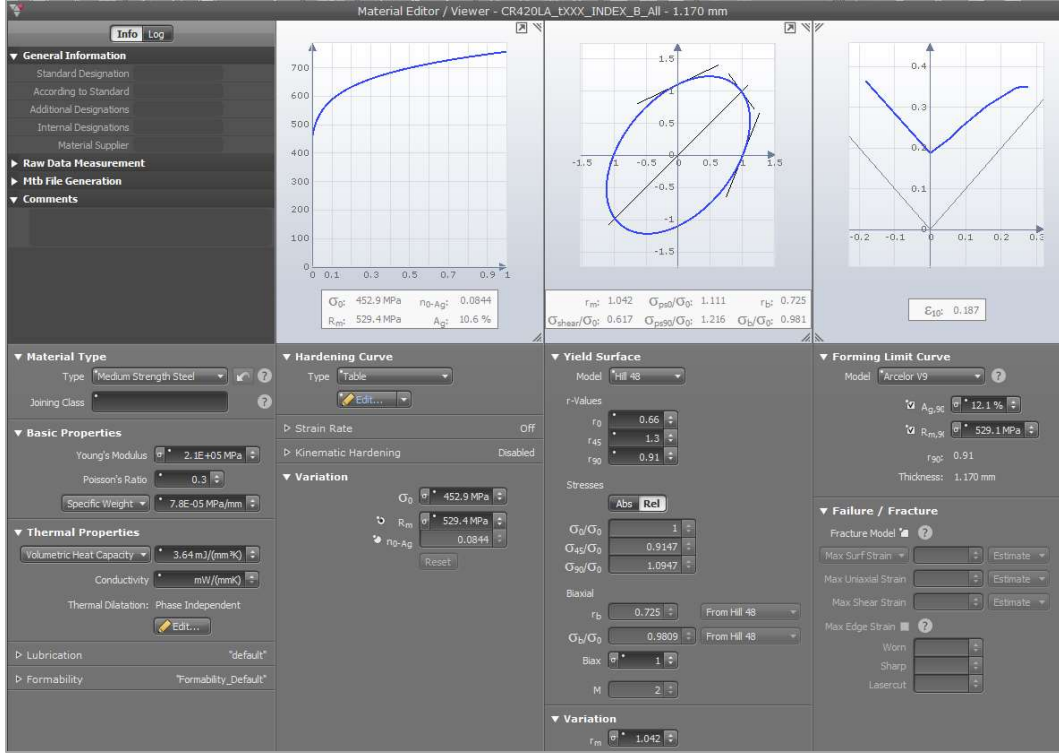 Material Editor / Viewer - CR420LA_tXXX_INDEX_B_All - 1.170 mm
Info Log
General Information
Standard Designation
According to Standard
Additional Designations
Internal Designations
Material Supplier
Raw Data Measurement
Mtb File Generation
Comments
700
600
500
400
300
200
100
0
0 0.1 0.3 0.5 0.7 0.9 1
σ0: 452.9 MPa n0-Ag: 0.0844
Rm: 529.4 MPa Ag: 10.6 %
1.5
1
-1.5 -1 -0.5 0 0.5 1 1.5
-0.5
-1
-1.5
rm: 1.042 σps0/σ0: 1.111 rb: 0.725
σshear/σ0: 0.617 σps90/σ0: 1.216 σb/σ0: 0.981
0.4
0.3
0.2
0.1
0
-0.2 -0.1 0 0.1 0.2 0.3
ε10: 0.187
Material Type
Type Medium Strength Steel
Joining Class
Basic Properties
Young's Modulus σ 2.1E+05 MPa
Poisson's Ratio 0.3
Specific Weight 7.8E-05 MPa/mm
Thermal Properties
Volumetric Heat Capacity 3.64 mJ/(mm³K)
Conductivity mW/(mmK)
Thermal Dilatation: Phase Independent
Edit...
Lubrication "default"
Formability "Formability_Default"
Hardening Curve
Type Table
Edit...
Strain Rate Off
Kinematic Hardening Disabled
Variation
σ0 σ 452.9 MPa
Rm σ 529.4 MPa
n0-Ag 0.0844
Reset
Yield Surface
Model Hill 48
r-Values
r0 0.66
r45 1.3
r90 0.91
Stresses
Abs Rel
σ0/σ0 1
σ45/σ0 0.9147
σ90/σ0 1.0947
Biaxial
rb 0.725 From Hill 48
σb/σ0 0.9809 From Hill 48
Biax σ 1
M 2
Variation
rm σ 1.042
Forming Limit Curve
Model Arcelor V9 ?
Ag,90 σ 12.1 %
Rm,90 σ 529.1 MPa
r90: 0.91
Thickness: 1.170 mm
Failure / Fracture
Fracture Model ?
Max Surf Strain Estimate
Max Uniaxial Strain Estimate
Max Shear Strain Estimate
Max Edge Strain ?
Worn
Sharp
Lasercut